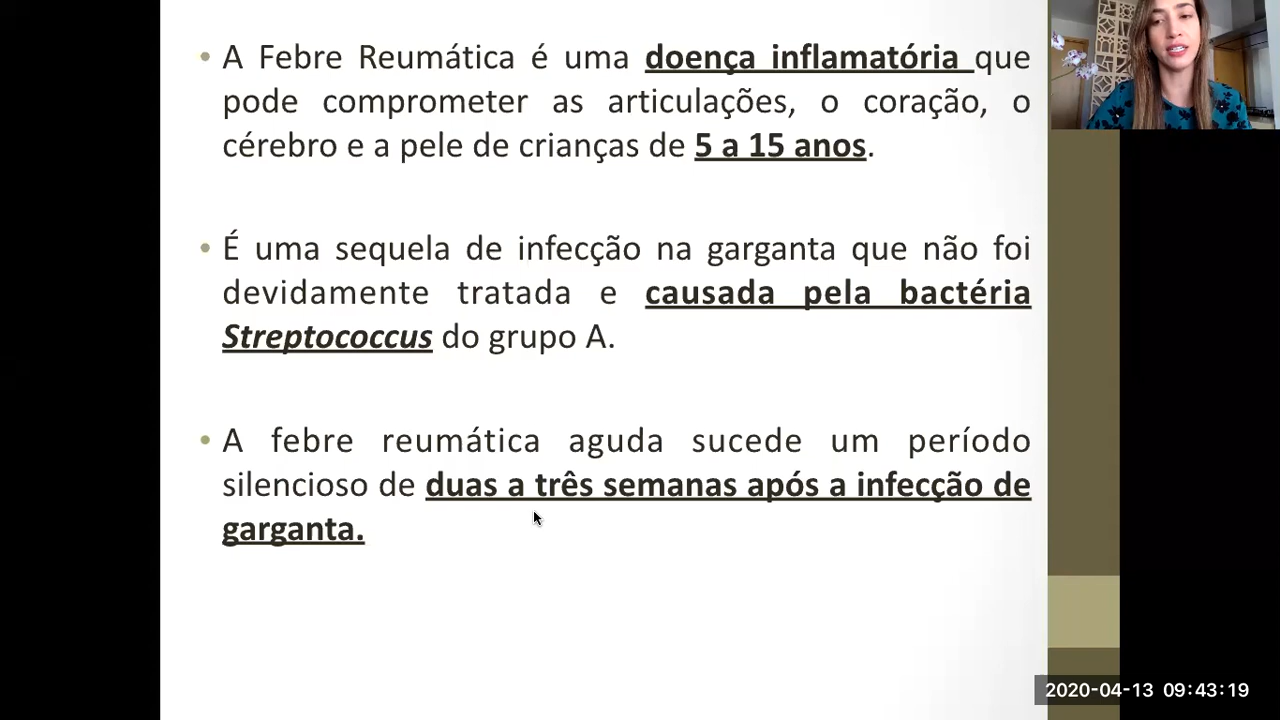 • A Febre Reumática é uma doença inflamatória que
pode comprometer as articulações, o coração, o
cérebro e a pele de crianças de 5 a 15 anos.
• É uma sequela de infecção na garganta que não foi
devidamente tratada e causada pela bactéria
Streptococcus do grupo A.
• A febre reumática aguda sucede um período
silencioso de duas a três semanas após a infecção de
garganta.
2020-04-13 09:43:19